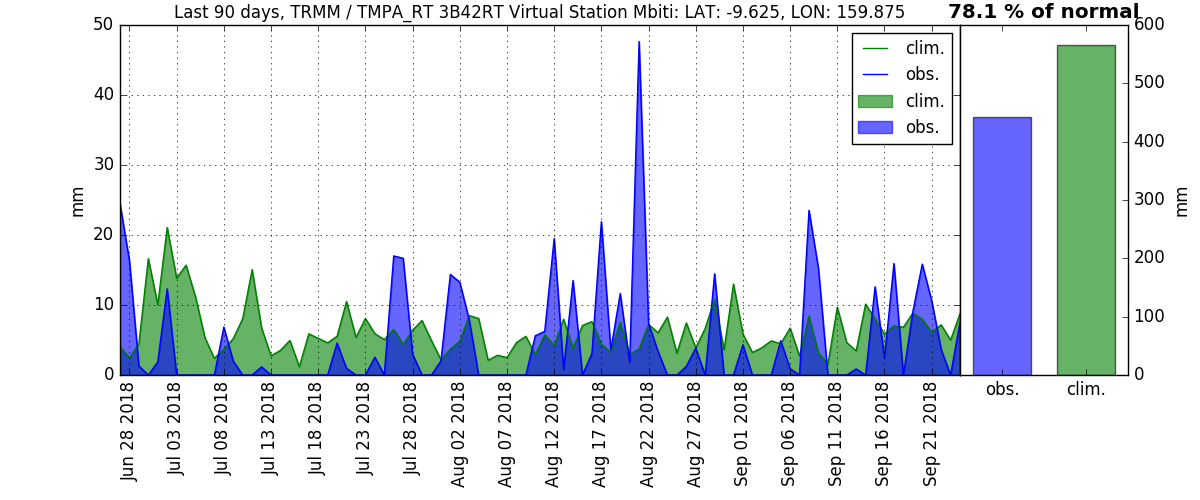 Last 90 days, TRMM / TMPA_RT 3B42RT Virtual Station Mbiti: LAT: -9.625, LON: 159.875
78.1 % of normal
50
40
30
20
10
0
mm
clim.
obs.
clim.
obs.
600
500
400
300
200
100
0
mm
obs.
clim.
Jun 28 2018
Jul 03 2018
Jul 08 2018
Jul 13 2018
Jul 18 2018
Jul 23 2018
Jul 28 2018
Aug 02 2018
Aug 07 2018
Aug 12 2018
Aug 17 2018
Aug 22 2018
Aug 27 2018
Sep 01 2018
Sep 06 2018
Sep 11 2018
Sep 16 2018
Sep 21 2018